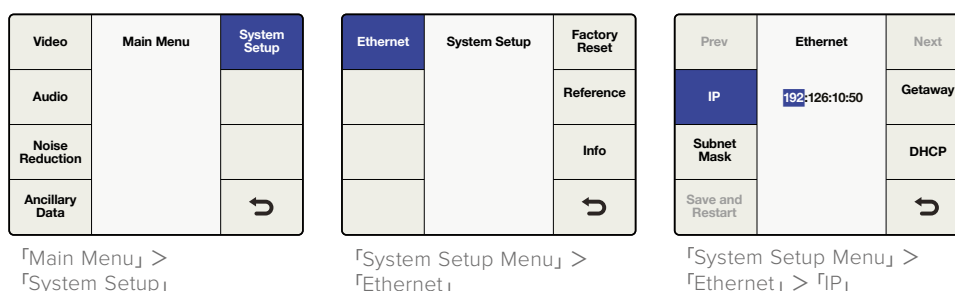 Video
Main Menu
System
Setup
Audio
Noise
Reduction
Ancillary
Data
「Main Menu」 >
「System Setup」
Ethernet
System Setup
Factory
Reset
Reference
Info
「System Setup Menu」 >
「Ethernet」
Prev
Ethernet
Next
IP
192:126:10:50
Getaway
Subnet
Mask
DHCP
Save and
Restart
「System Setup Menu」 >
「Ethernet」 > 「IP」